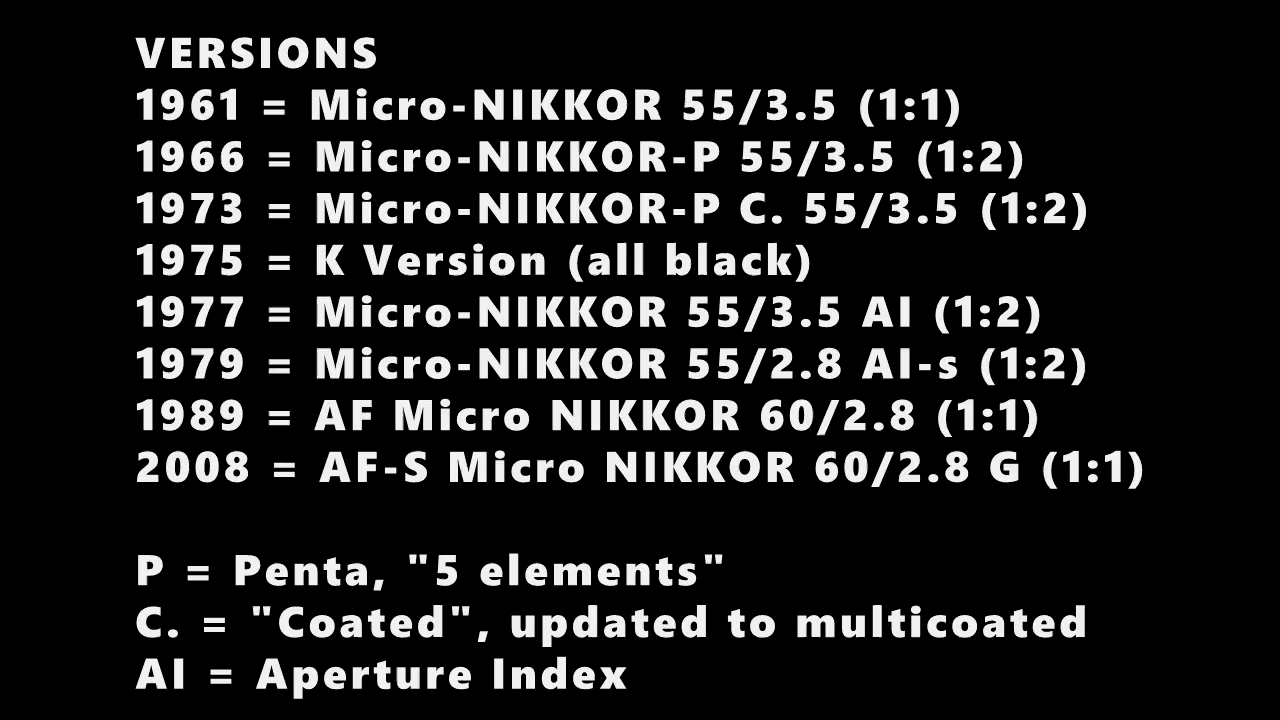 VERSIONS
1961 = Micro-NIKKOR 55/3.5 (1:1)
1966 = Micro-NIKKOR-P 55/3.5 (1:2)
1973 = Micro-NIKKOR-P C. 55/3.5 (1:2)
1975 = K Version (all black)
1977 = Micro-NIKKOR 55/3.5 AI (1:2)
1979 = Micro-NIKKOR 55/2.8 AI-s (1:2)
1989 = AF Micro NIKKOR 60/2.8 (1:1)
2008 = AF-S Micro NIKKOR 60/2.8 G (1:1)
P = Penta, "5 elements"
C. = "Coated", updated to multicoated
AI = Aperture Index